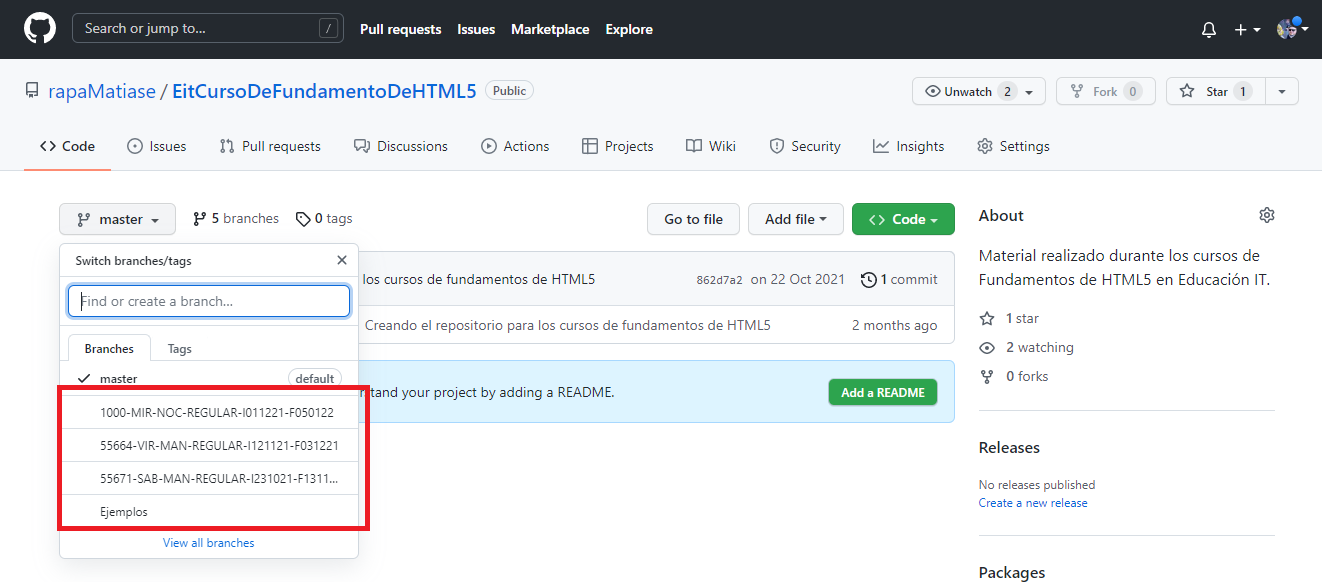 Search or jump to... /
Pull requests Issues Marketplace Explore
rapaMatiase / EitCursoDeFundamentoDeHTML5 Public
Unwatch 2 Fork 0 Star 1
Code Issues Pull requests Discussions Actions Projects Wiki Security Insights Settings
master 5 branches 0 tags Go to file Add file Code
Switch branches/tags
Find or create a branch...
Branches Tags
master default
1000-MIR-NOC-REGULAR-I011221-F050122
55664-VIR-MAN-REGULAR-I121121-F031221
55671-SAB-MAN-REGULAR-I231021-F1311...
Ejemplos
View all branches
los cursos de fundamentos de HTML5 862d7a2 on 22 Oct 2021 1 commit
Creando el repositorio para los cursos de fundamentos de HTML5 2 months ago
stand your project by adding a README. Add a README
About
Material realizado durante los cursos de
Fundamentos de HTML5 en Educación IT.
1 star
2 watching
0 forks
Releases
No releases published
Create a new release
Packages